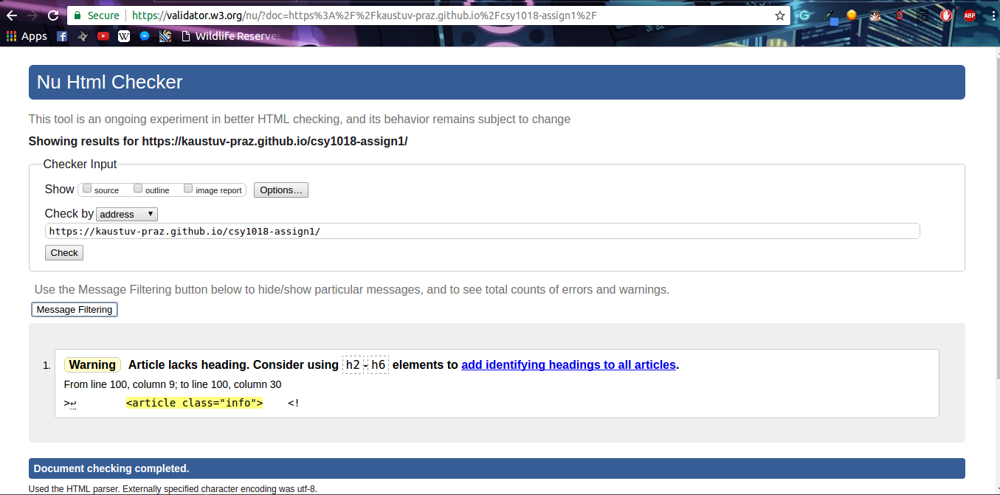 Secure https://validator.w3.org/nu/?doc=https%3A%2F%2Fkaustuv-praz.github.io%2Fcsy1018-assign1%2F
ABP
Apps
W
Wildlife Reserves
Nu Html Checker
This tool is an ongoing experiment in better HTML checking, and its behavior remains subject to change
Showing results for https://kaustuv-praz.github.io/csy1018-assign1/
Checker Input
Show source outline image report Options…
Check by address
https://kaustuv-praz.github.io/csy1018-assign1/
Check
Use the Message Filtering button below to hide/show particular messages, and to see total counts of errors and warnings.
Message Filtering
1. Warning Article lacks heading. Consider using h2-h6 elements to add identifying headings to all articles.
From line 100, column 9; to line 100, column 30
>↩ <article class="info"> <!
Document checking completed.
Used the HTML parser. Externally specified character encoding was utf-8.